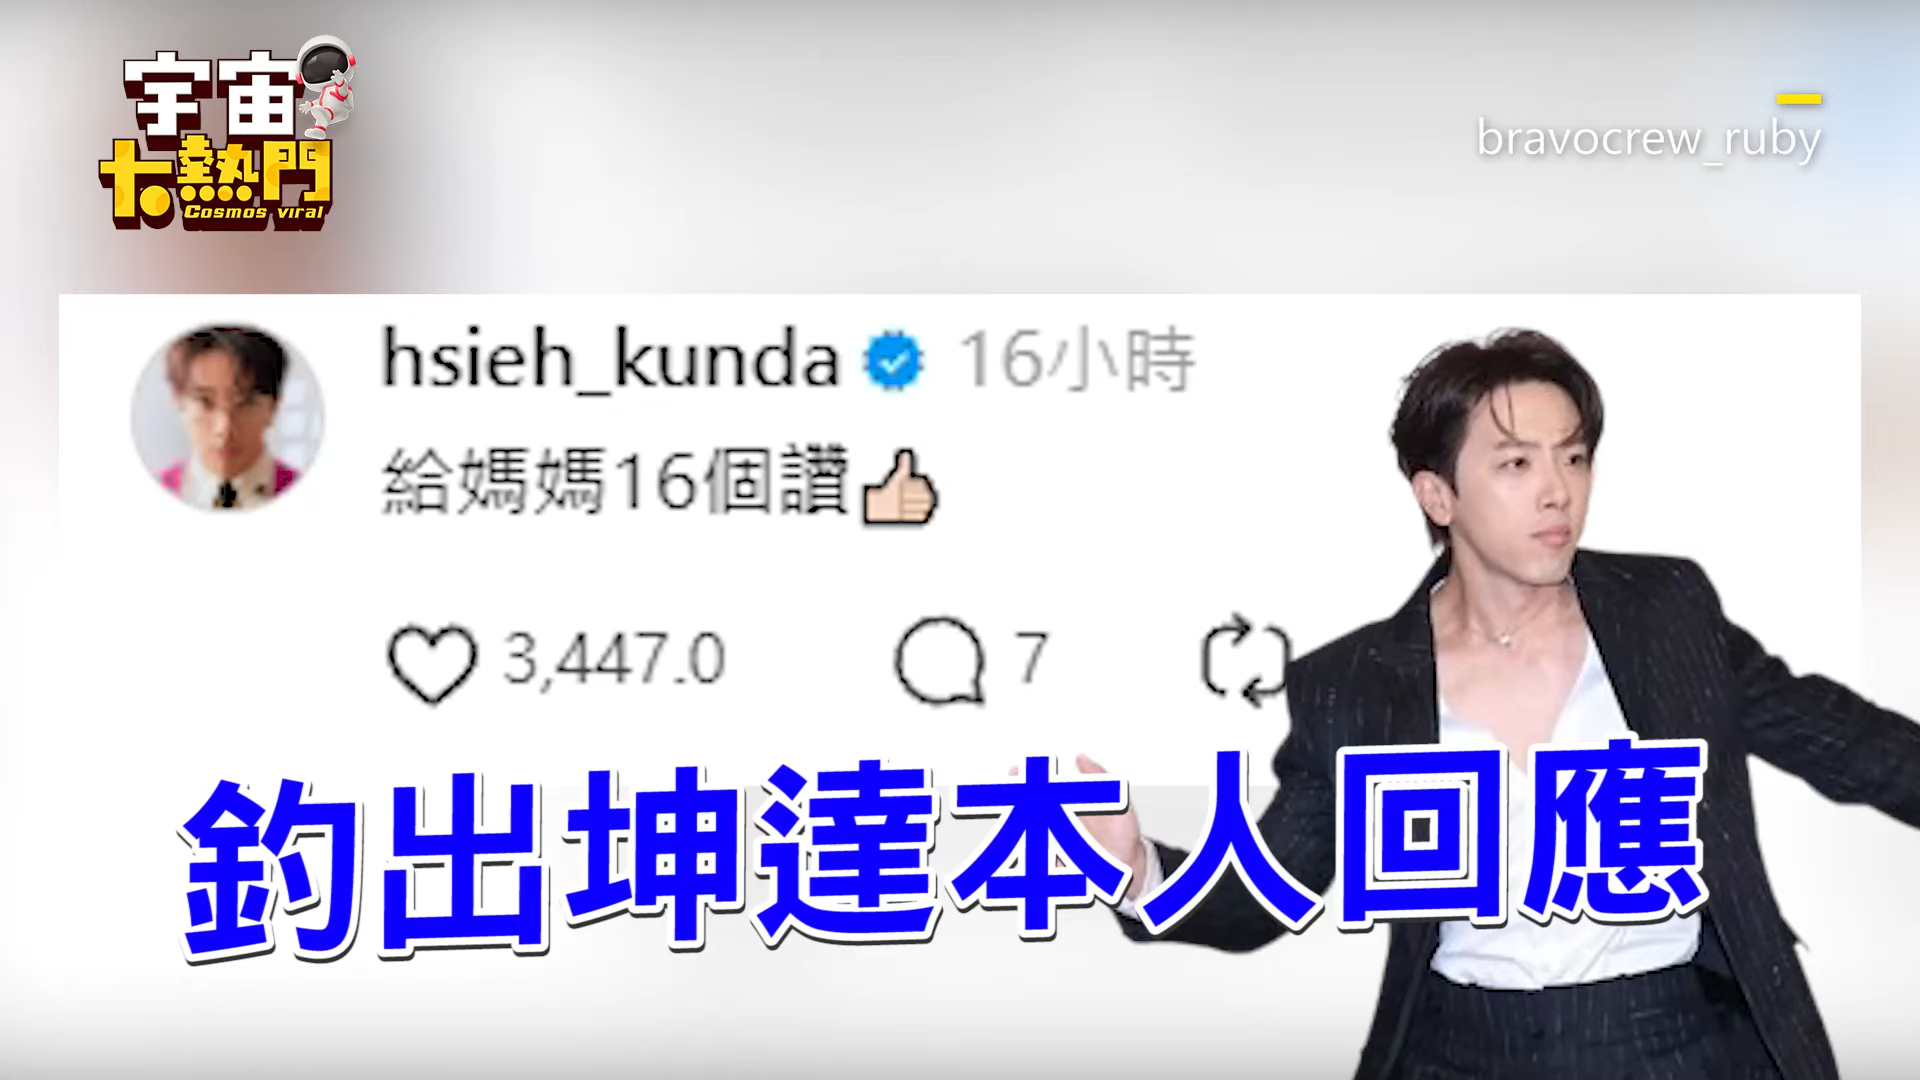 宇宙
大熱門
Cosmos viral
bravocrew_ruby
hsieh_kunda 16小時
給媽媽16個讚👍🏻
3,447.0 7
釣出坤達本人回應